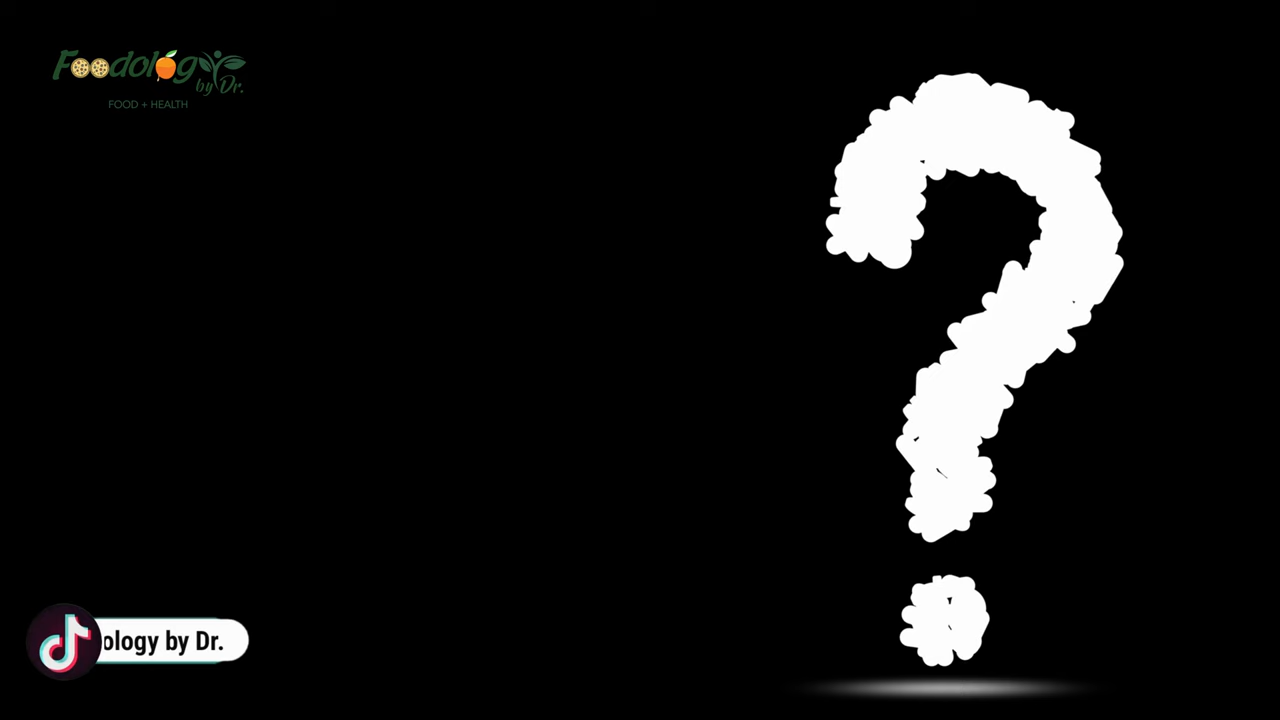 Foodology
by Dr.
FOOD + HEALTH
?
ology by Dr.